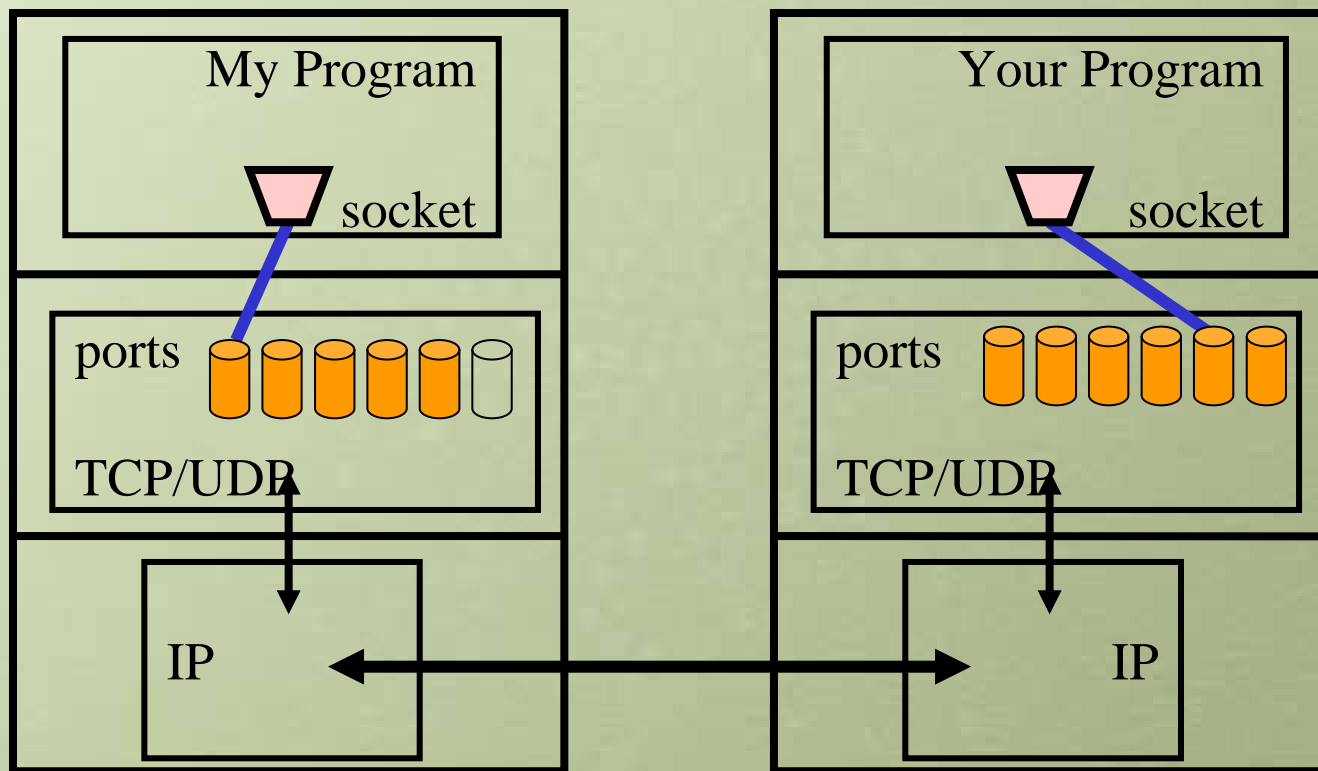 My Program
socket
ports
TCP/UDP
IP
Your Program
socket
ports
TCP/UDP
IP